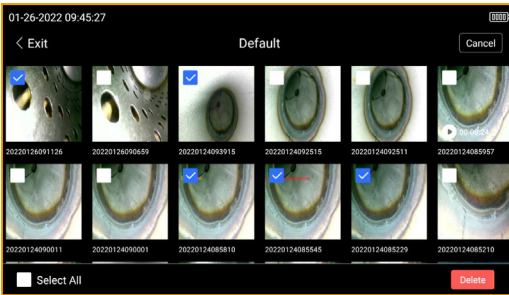 01-26-2022 09:45:27
< Exit
Default
Cancel
00:00:24
20220126091126
20220126090659
20220124093915
20220124092515
20220124092511
20220124085957
20220124090011
20220124090001
20220124085810
20220124085545
20220124085229
20220124085210
Select All
Delete